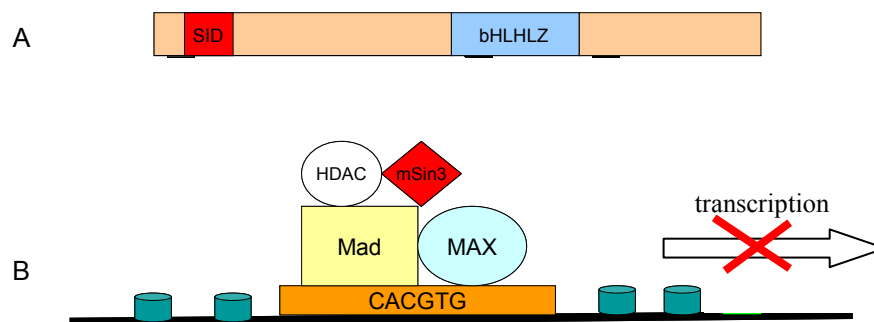 A
SID
bHLHLZ
HDAC
mSin3
transcription
Mad
MAX
B
CACGTG